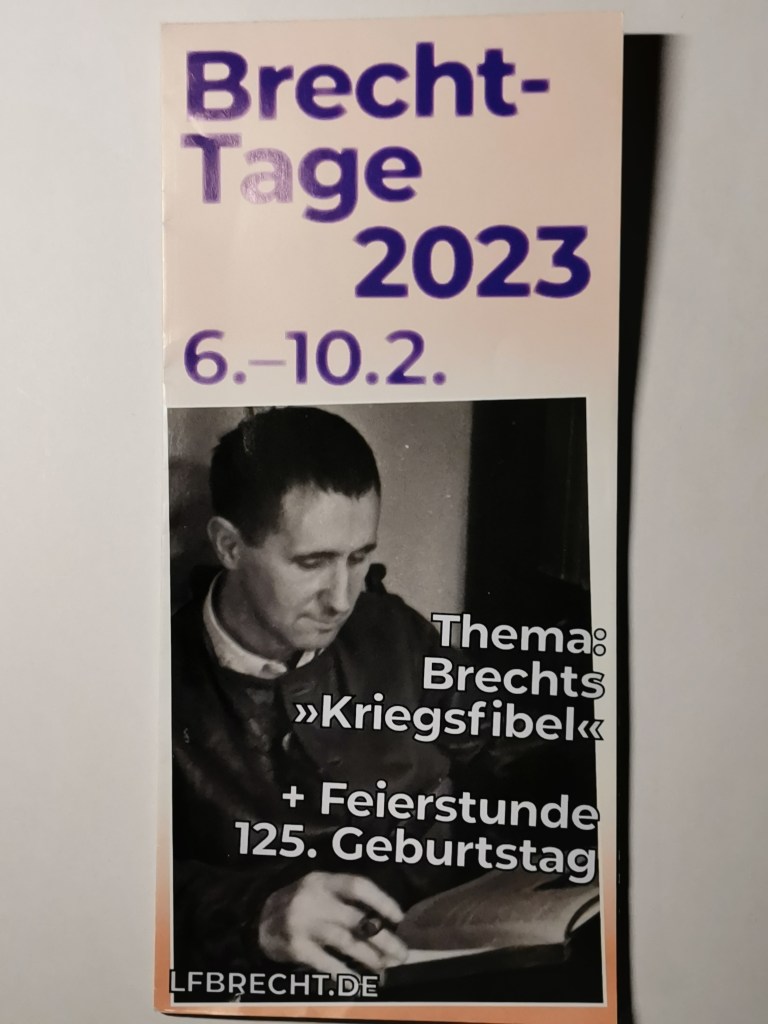 Brecht-
Tage
2023
6.–10.2.
Thema:
Brechts
»Kriegsfibel«
+ Feierstunde
125. Geburtstag
LFBRECHT.DE